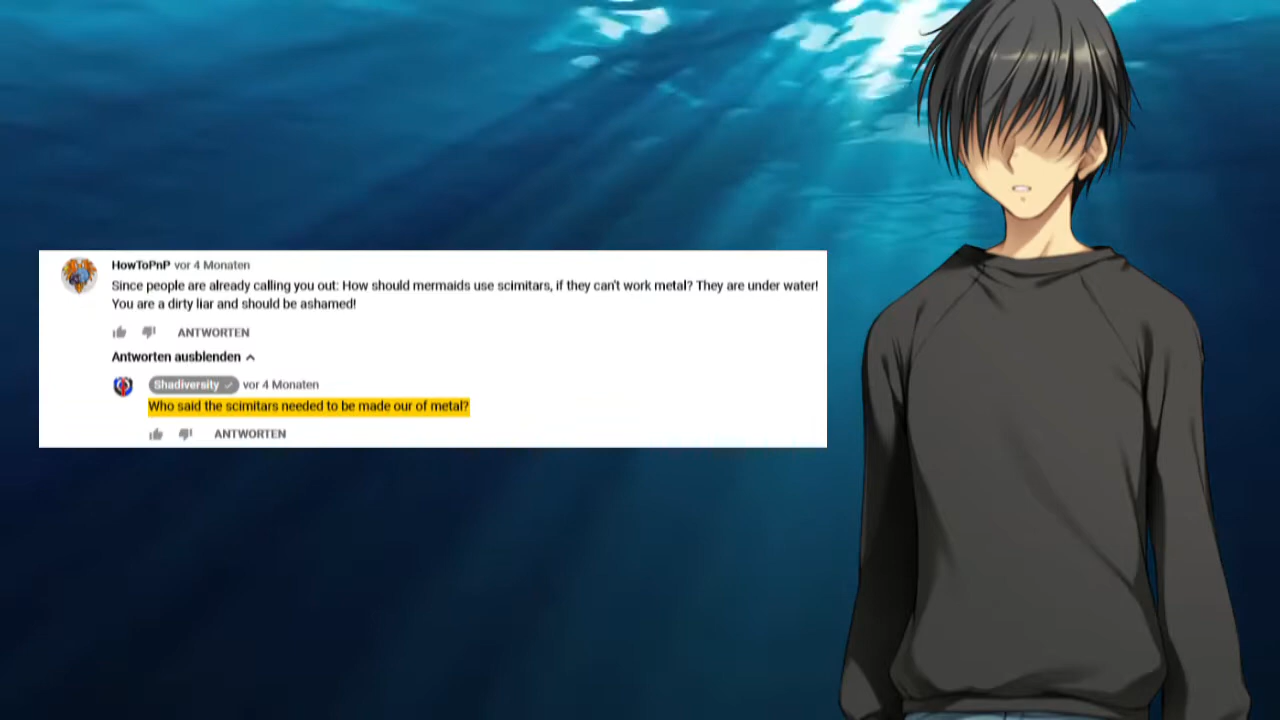 HowToPnP vor 4 Monaten
Since people are already calling you out: How should mermaids use scimitars, if they can't work metal? They are under water!
You are a dirty liar and should be ashamed!
ANTWORTEN
Antworten ausblenden
Shadiversity vor 4 Monaten
Who said the scimitars needed to be made our of metal?
ANTWORTEN